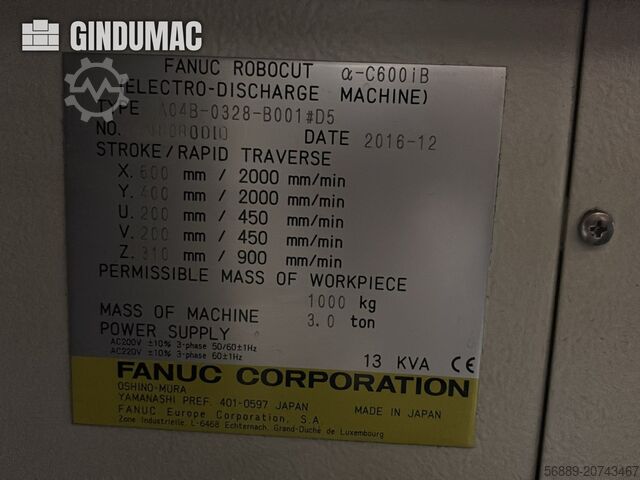 GINDUMAC
FANUC ROBOCUT α-C600iB
(ELECTRO-DISCHARGE MACHINE)
TYPE A04B-0328-B001#D5
NO. DATE 2016-12
STROKE/RAPID TRAVERSE
X. 600 mm / 2000 mm/min
Y. 400 mm / 2000 mm/min
U. 200 mm / 450 mm/min
V. 200 mm / 450 mm/min
Z. 310 mm / 900 mm/min
PERMISSIBLE MASS OF WORKPIECE
1000 kg
MASS OF MACHINE 3.0 ton
POWER SUPPLY
AC200V ±10% 3-phase 50/60±1Hz
AC220V ±10% 3-phase 60±1Hz
13 KVA CE
FANUC CORPORATION
OSHINO-MURA
YAMANASHI PREF. 401-0597 JAPAN MADE IN JAPAN
FANUC Europe Corporation, S.A
Zone Industrielle, L-6468 Echternach, Grand-Duché de Luxembourg
56889-20743467